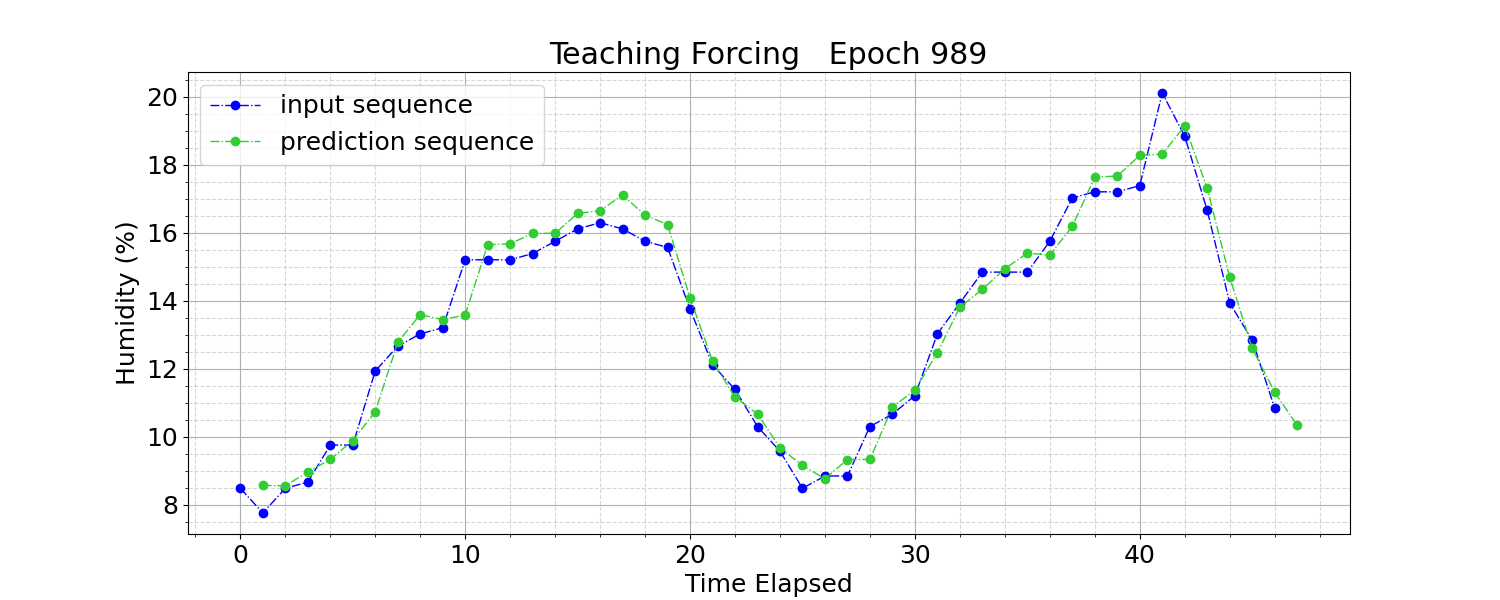 Teaching Forcing   Epoch 989
input sequence
prediction sequence
Humidity (%)
20
18
16
14
12
10
8
0 10 20 30 40
Time Elapsed